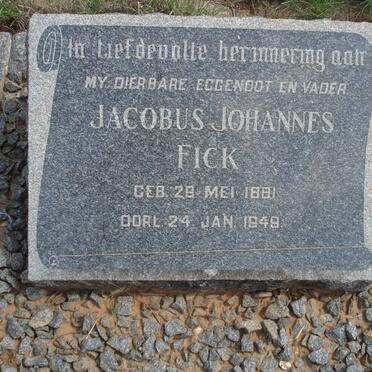 In liefdevolle herinnering aan
MY DIERBARE EGGENOOT EN VADER
JACOBUS JOHANNES
FICK
GEB. 29 MEI 1881
OORL. 24 JAN. 1949.